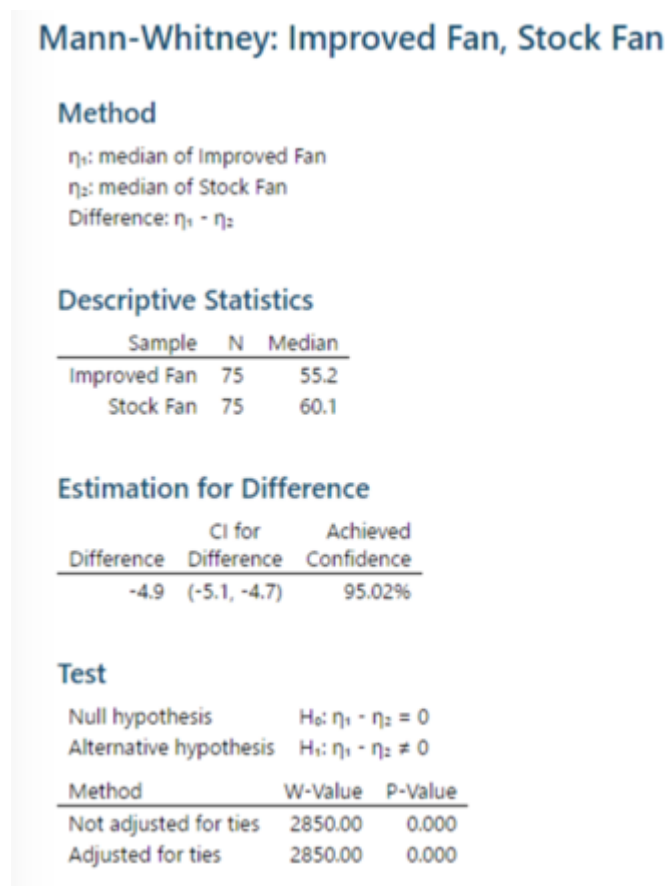 Mann-Whitney: Improved Fan, Stock Fan
Method
η₁: median of Improved Fan
η₂: median of Stock Fan
Difference: η₁ - η₂
Descriptive Statistics
Sample N Median
Improved Fan 75 55.2
Stock Fan 75 60.1
Estimation for Difference
CI for Achieved
Difference Difference Confidence
-4.9 (-5.1, -4.7) 95.02%
Test
Null hypothesis H₀: η₁ - η₂ = 0
Alternative hypothesis H₁: η₁ - η₂ ≠ 0
Method W-Value P-Value
Not adjusted for ties 2850.00 0.000
Adjusted for ties 2850.00 0.000